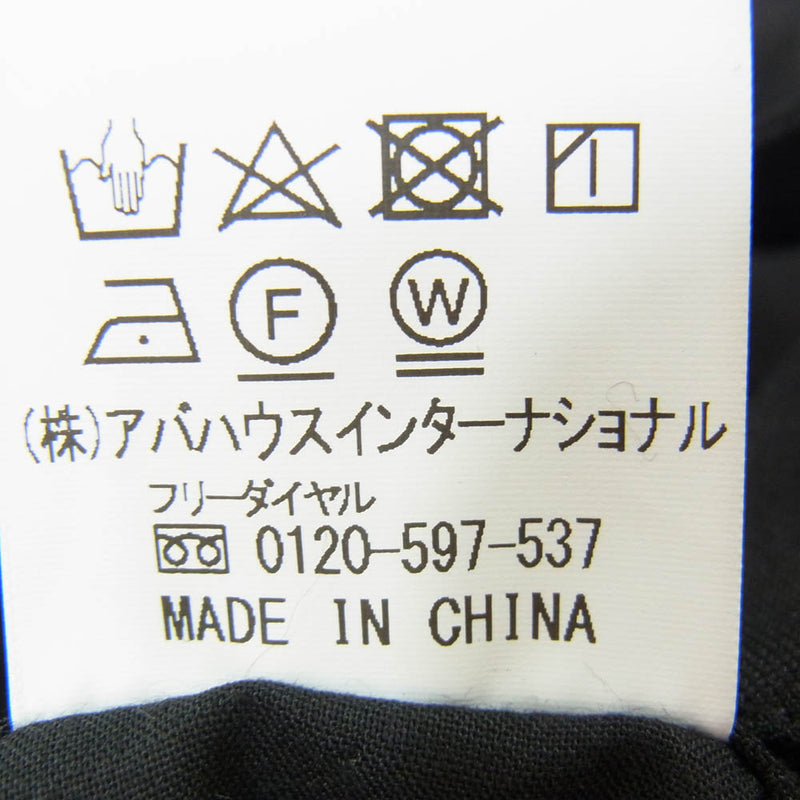 F W
(株)アバハウスインターナショナル
フリーダイヤル
0120-597-537
MADE IN CHINA